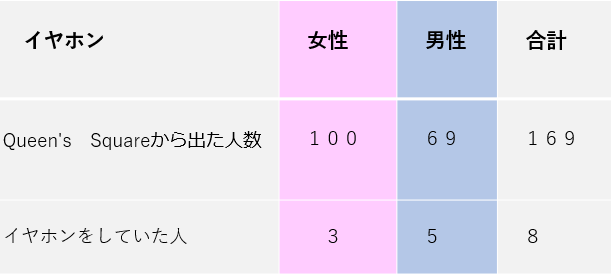 イヤホン 女性 男性 合計
Queen's　Squareから出た人数 １００ ６９ １６９
イヤホンをしていた人 ３ ５ ８